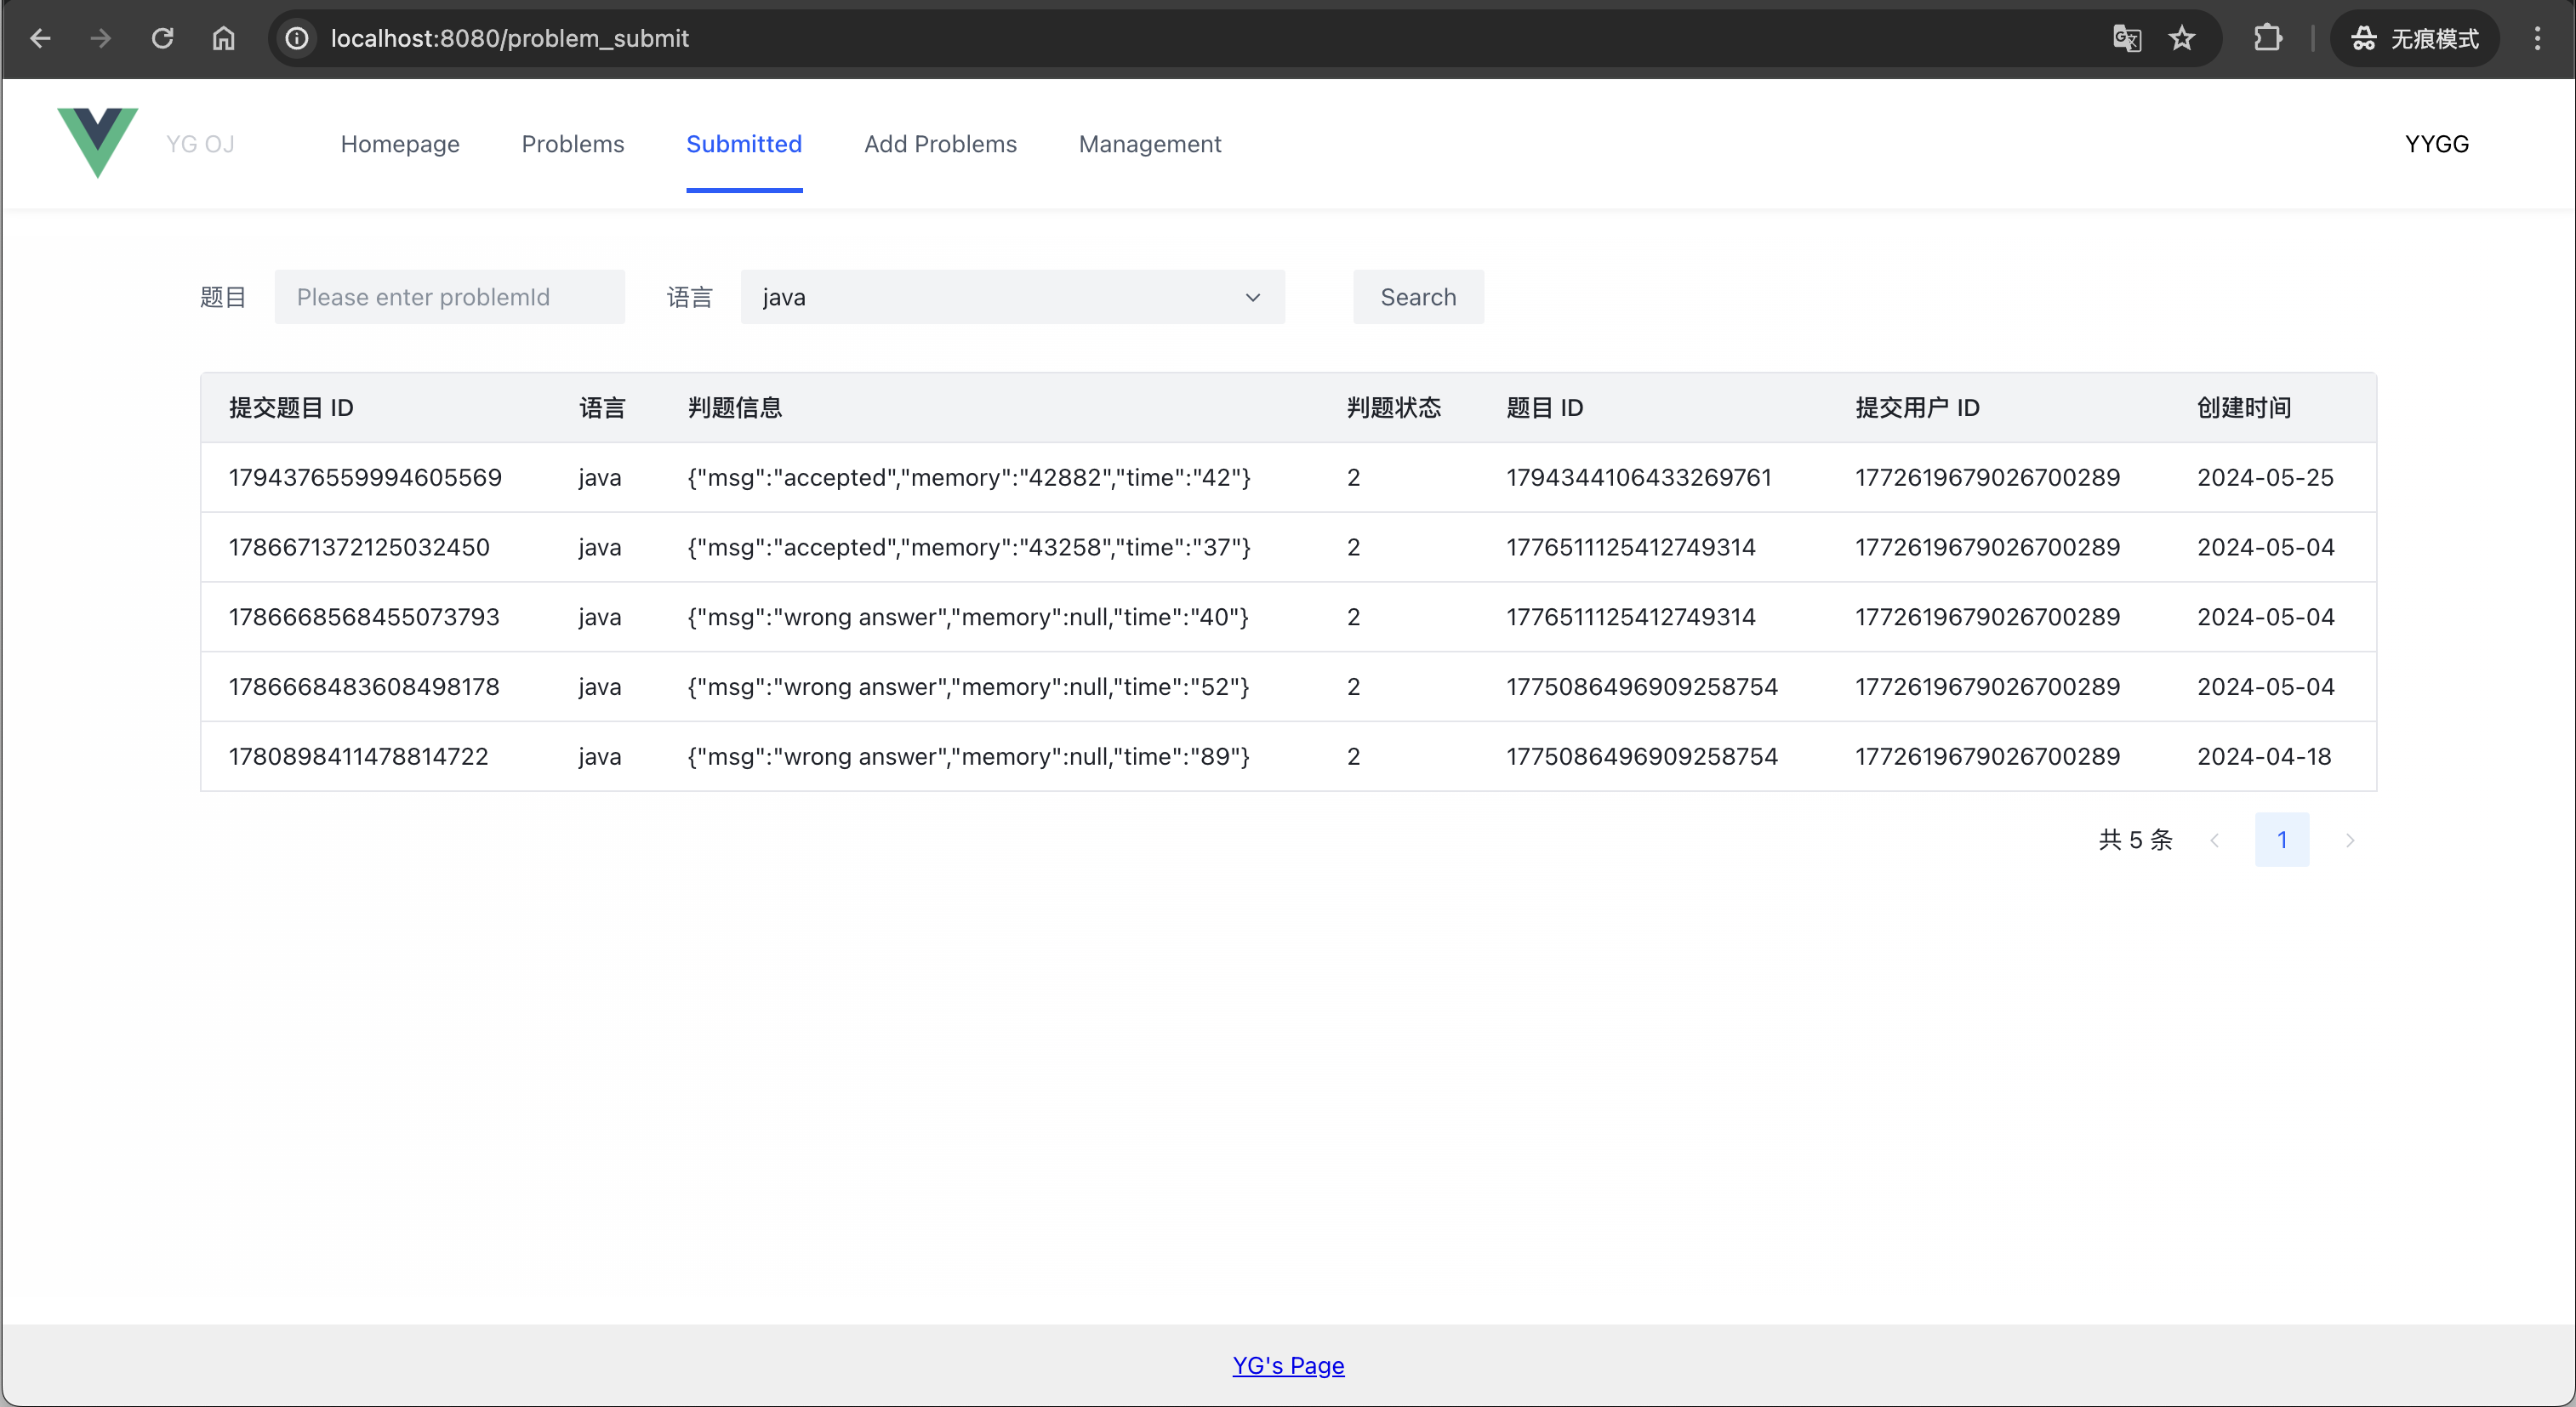 localhost:8080/problem_submit 无痕模式
YG OJ Homepage Problems Submitted Add Problems Management YYGG
题目 Please enter problemId 语言 java Search
提交题目 ID 语言 判题信息 判题状态 题目 ID 提交用户 ID 创建时间
1794376559994605569 java {"msg":"accepted","memory":"42882","time":"42"} 2 1794344106433269761 1772619679026700289 2024-05-25
1786671372125032450 java {"msg":"accepted","memory":"43258","time":"37"} 2 1776511125412749314 1772619679026700289 2024-05-04
1786668568455073793 java {"msg":"wrong answer","memory":null,"time":"40"} 2 1776511125412749314 1772619679026700289 2024-05-04
1786668483608498178 java {"msg":"wrong answer","memory":null,"time":"52"} 2 1775086496909258754 1772619679026700289 2024-05-04
1780898411478814722 java {"msg":"wrong answer","memory":null,"time":"89"} 2 1775086496909258754 1772619679026700289 2024-04-18
共 5 条 1
YG's Page